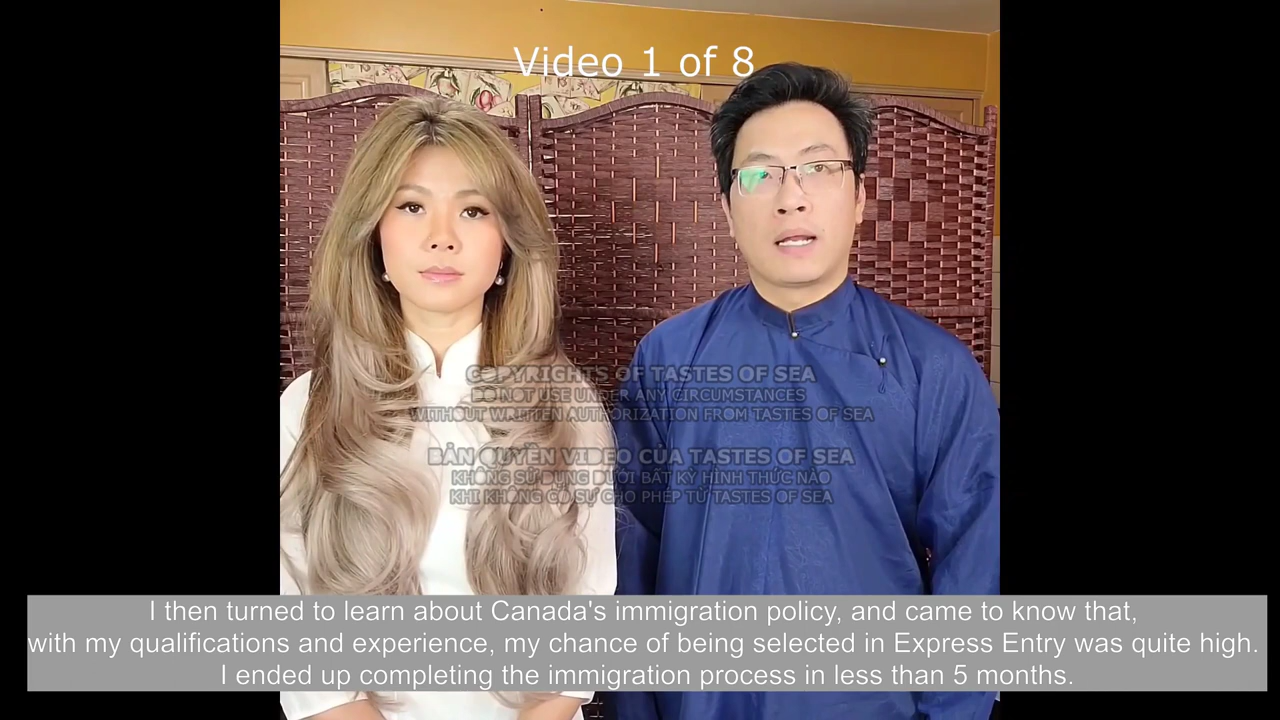 Video 1 of 8
COPYRIGHTS OF TASTES OF SEA
DO NOT USE UNDER ANY CIRCUMSTANCES
WITHOUT WRITTEN AUTHORIZATION FROM TASTES OF SEA
BẢN QUYỀN VIDEO CỦA TASTES OF SEA
KHÔNG SỬ DỤNG DƯỚI BẤT KỲ HÌNH THỨC NÀO
KHI KHÔNG CÓ SỰ CHO PHÉP TỪ TASTES OF SEA
I then turned to learn about Canada's immigration policy, and came to know that,
with my qualifications and experience, my chance of being selected in Express Entry was quite high.
I ended up completing the immigration process in less than 5 months.